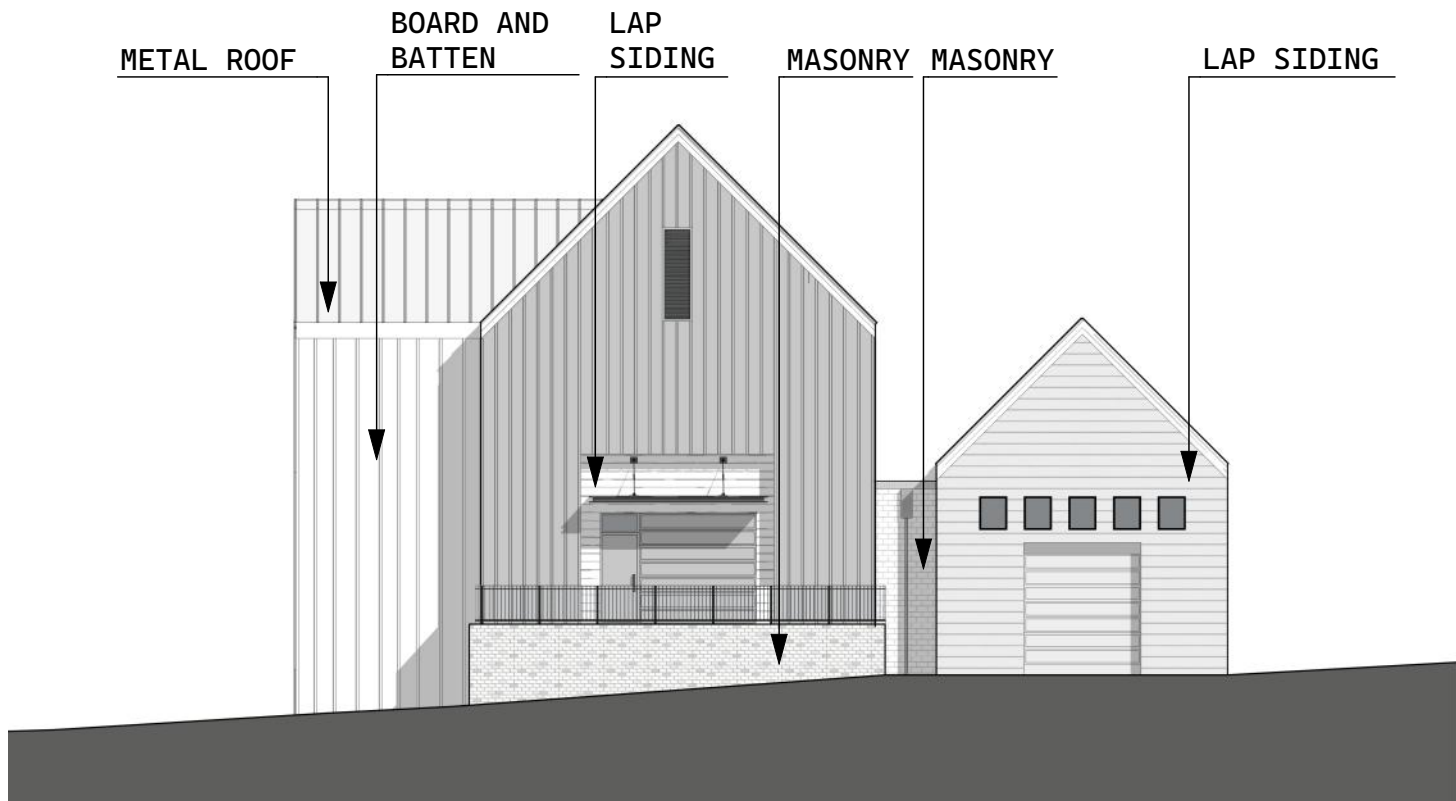 METAL ROOF
BOARD AND
BATTEN
LAP
SIDING
MASONRY
MASONRY
LAP SIDING